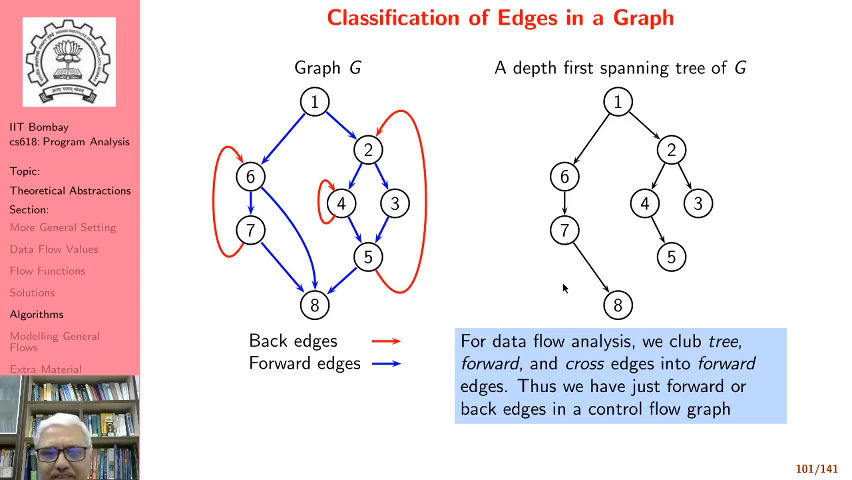 Classification of Edges in a Graph
IIT Bombay
cs618: Program Analysis
Topic:
Theoretical Abstractions
Section:
More General Setting
Data Flow Values
Flow Functions
Solutions
Algorithms
Modelling General
Flows
Extra Material
Graph G
1
2
6
4
3
7
5
8
Back edges
Forward edges
A depth first spanning tree of G
1
2
6
4
3
7
5
8
For data flow analysis, we club tree,
forward, and cross edges into forward
edges. Thus we have just forward or
back edges in a control flow graph
101/141